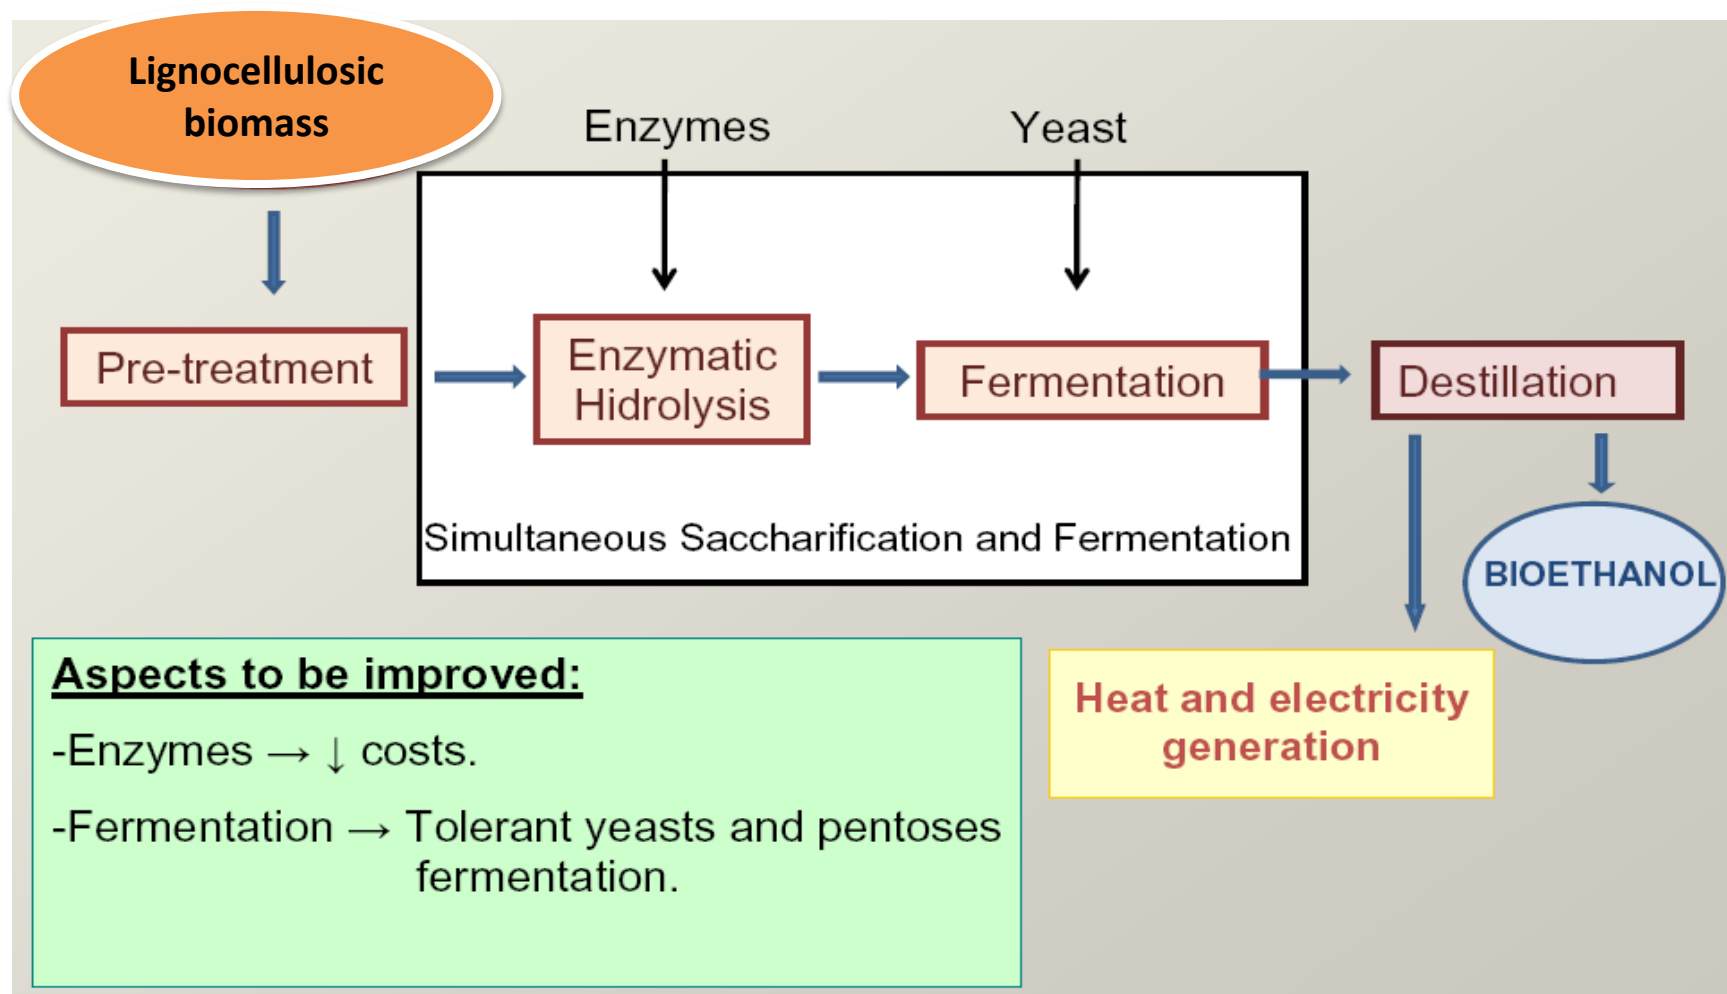 Lignocellulosic
biomass
Enzymes
Yeast
Pre-treatment
Enzymatic
Hidrolysis
Fermentation
Destillation
Simultaneous Saccharification and Fermentation
BIOETHANOL
Aspects to be improved:
-Enzymes → ↓ costs.
-Fermentation → Tolerant yeasts and pentoses
fermentation.
Heat and electricity
generation